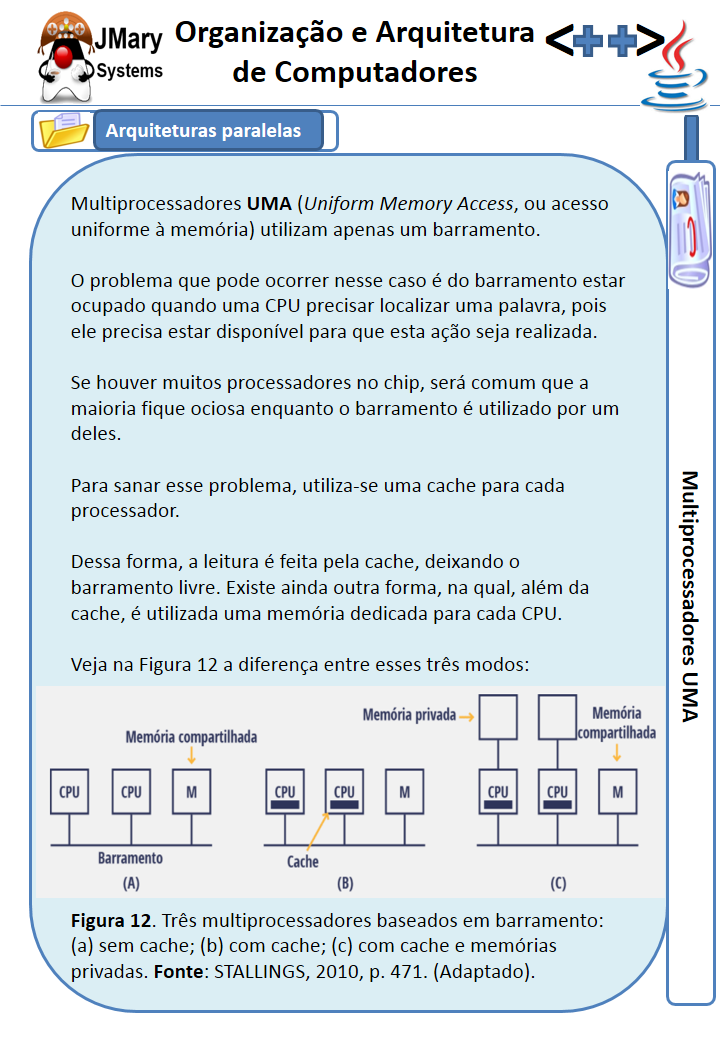 JMary
Systems
Organização e Arquitetura
de Computadores
<++>
Arquiteturas paralelas
Multiprocessadores UMA (Uniform Memory Access, ou acesso
uniforme à memória) utilizam apenas um barramento.
O problema que pode ocorrer nesse caso é do barramento estar
ocupado quando uma CPU precisar localizar uma palavra, pois
ele precisa estar disponível para que esta ação seja realizada.
Se houver muitos processadores no chip, será comum que a
maioria fique ociosa enquanto o barramento é utilizado por um
deles.
Para sanar esse problema, utiliza-se uma cache para cada
processador.
Dessa forma, a leitura é feita pela cache, deixando o
barramento livre. Existe ainda outra forma, na qual, além da
cache, é utilizada uma memória dedicada para cada CPU.
Veja na Figura 12 a diferença entre esses três modos:
Memória compartilhada
CPU
CPU
M
Barramento
(A)
CPU
CPU
M
Cache
(B)
Memória privada
Memória
compartilhada
CPU
CPU
M
(C)
Figura 12. Três multiprocessadores baseados em barramento:
(a) sem cache; (b) com cache; (c) com cache e memórias
privadas. Fonte: STALLINGS, 2010, p. 471. (Adaptado).
Multiprocessadores UMA